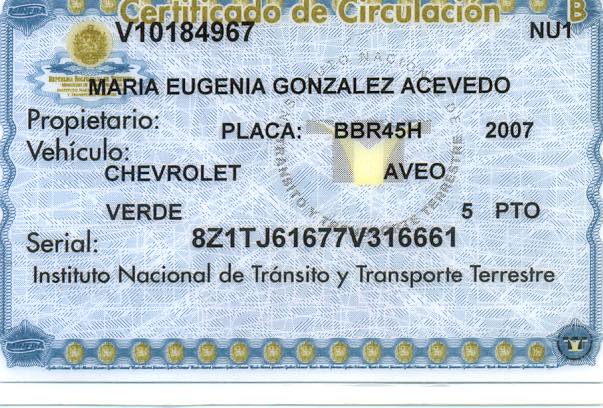 Certificado de Circulación B
V10184967 NU1
MARIA EUGENIA GONZALEZ ACEVEDO
Propietario:
PLACA: BBR45H 2007
Vehículo:
CHEVROLET AVEO
VERDE 5 PTO
Serial: 8Z1TJ61677V316661
Instituto Nacional de Tránsito y Transporte Terrestre